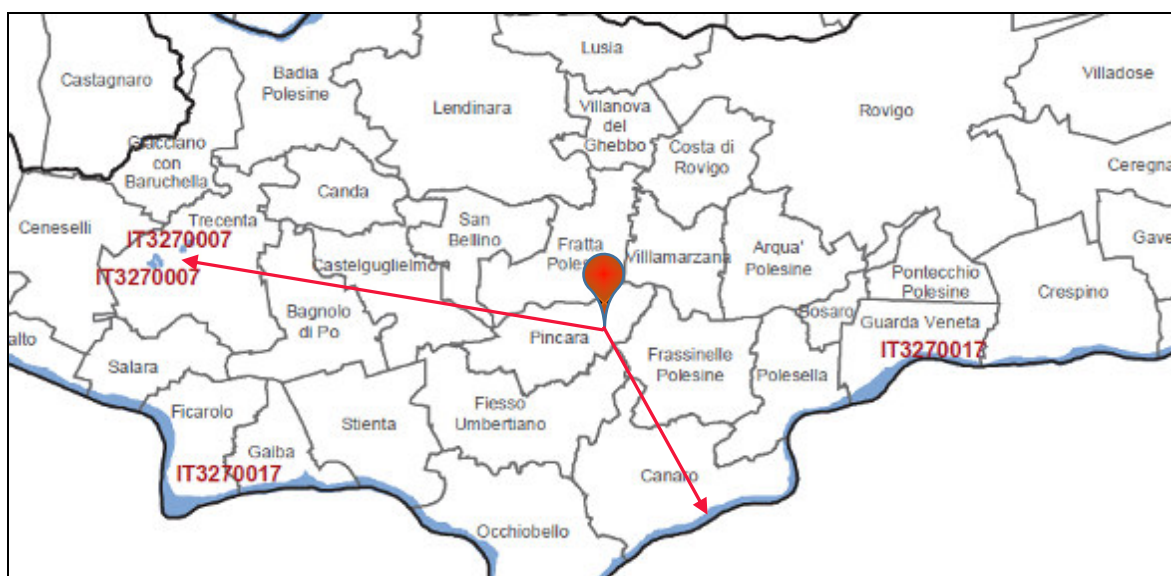 Lusia
Castagnaro
Badia
Polesine
Villadose
Lendinara
Villanova
del
Ghebbo
Rovigo
Giacciano
con
Baruchella
Costa di
Rovigo
Ceregna
Canda
Ceneselli
Trecenta
IT3270007
IT3270007
San
Bellino
Fratta
Polesine
Villamarzana
Arqua'
Polesine
Gave
Castelguglielmo
Pontecchio
Polesine
Crespino
Bagnolo
di Po
Bosaro
Guarda Veneta
IT3270017
alto
Salara
Pincara
Frassinelle
Polesine
Polesella
Ficarolo
Fiesso
Umbertiano
Stienta
Gaiba
IT3270017
Canaro
Occhiobello